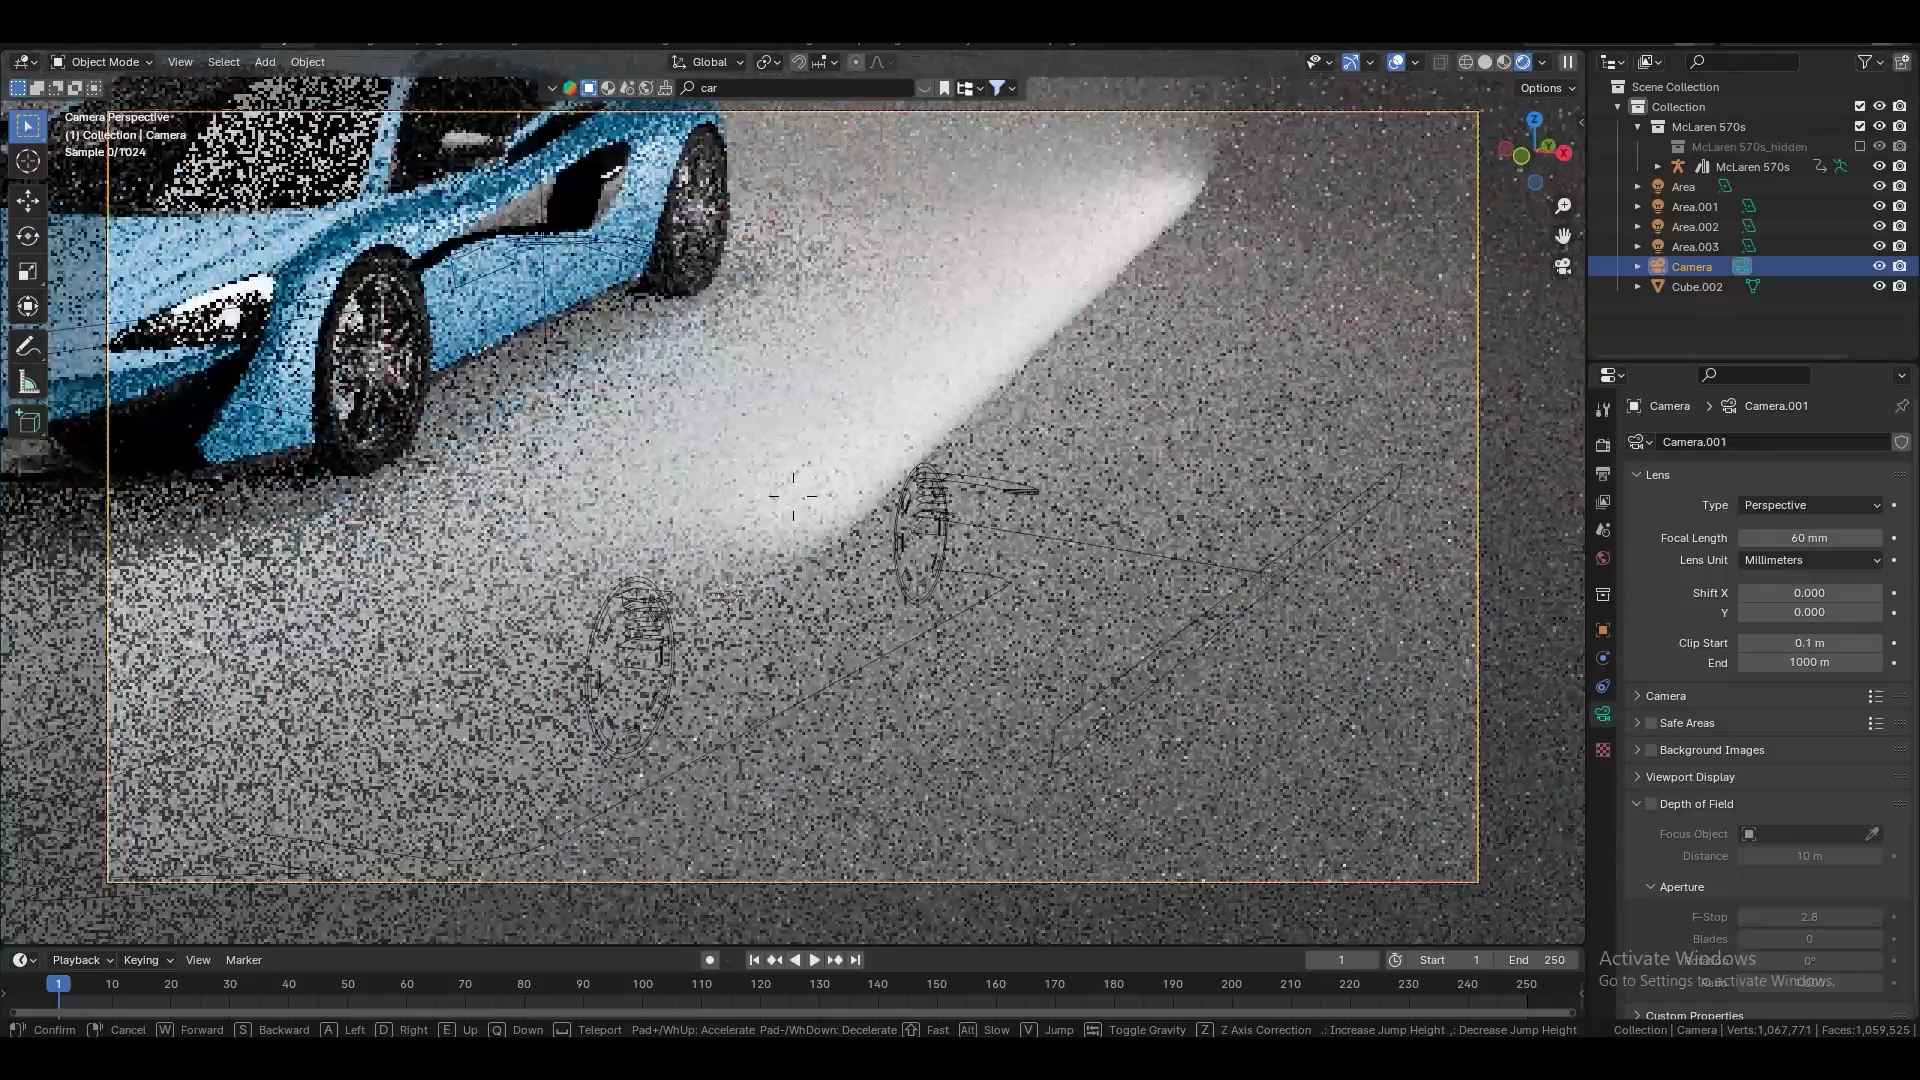 Object Mode View Select Add Object Global
car Options
Camera Perspective
(1) Collection | Camera
Sample 0/1024
Z
Y
X
Scene Collection
Collection
McLaren 570s
McLaren 570s_hidden
McLaren 570s
Area
Area.001
Area.002
Area.003
Camera
Cube.002
Camera > Camera.001
Camera.001
Lens
Type Perspective
Focal Length 60 mm
Lens Unit Millimeters
Shift X 0.000
Y 0.000
Clip Start 0.1 m
End 1000 m
Camera
Safe Areas
Background Images
Viewport Display
Depth of Field
Focus Object
Distance 10 m
Aperture
F-Stop 2.8
Blades 0
0°
Activate Windows
Go to Settings to activate Windows.
Custom Properties
Playback Keying View Marker 1 Start 1 End 250
1 10 20 30 40 50 60 70 80 90 100 110 120 130 140 150 160 170 180 190 200 210 220 230 240 250
Confirm Cancel W Forward S Backward A Left D Right E Up Q Down Teleport Pad+/WhUp: Accelerate Pad-/WhDown: Decelerate Fast Alt Slow V Jump Toggle Gravity Z Z Axis Correction .: Increase Jump Height ,: Decrease Jump Height Collection | Camera | Verts:1,067,771 | Faces:1,059,525 |